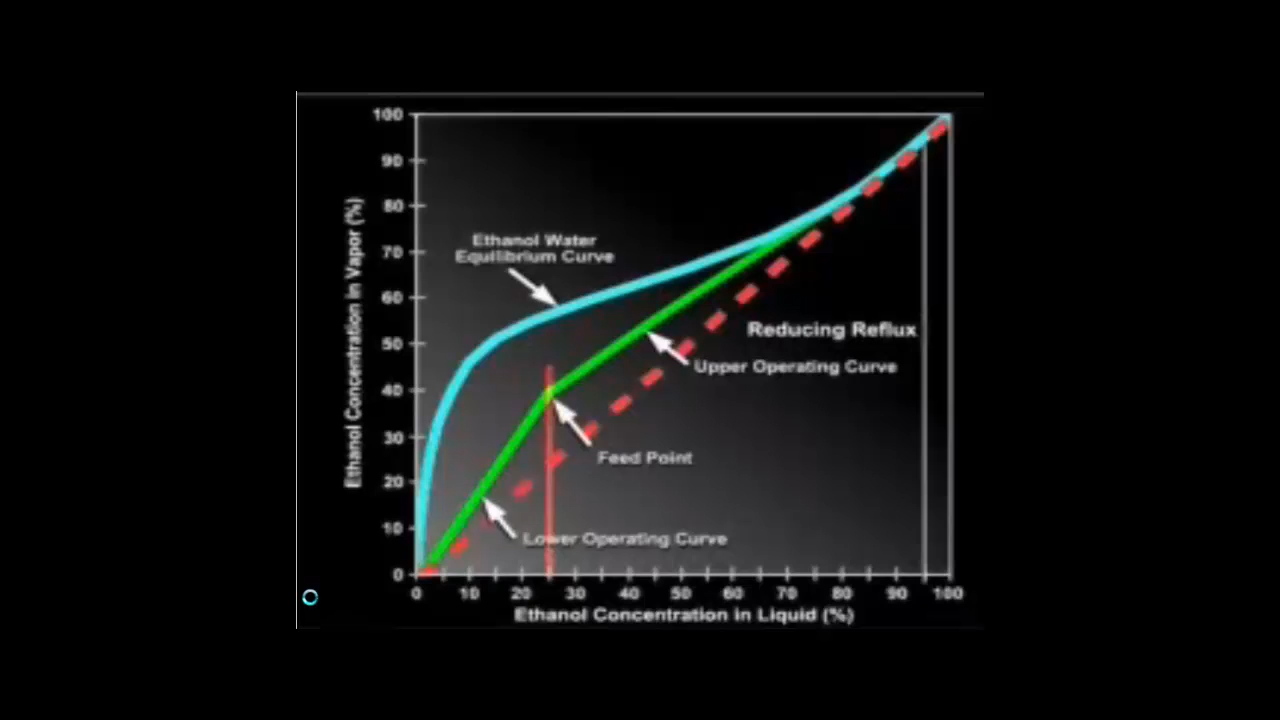 100
90
80
70
60
50
40
30
20
10
0
Ethanol Concentration in Vapor (%)
Ethanol Water
Equilibrium Curve
Reducing Reflux
Upper Operating Curve
Feed Point
Lower Operating Curve
0 10 20 30 40 50 60 70 80 90 100
Ethanol Concentration in Liquid (%)